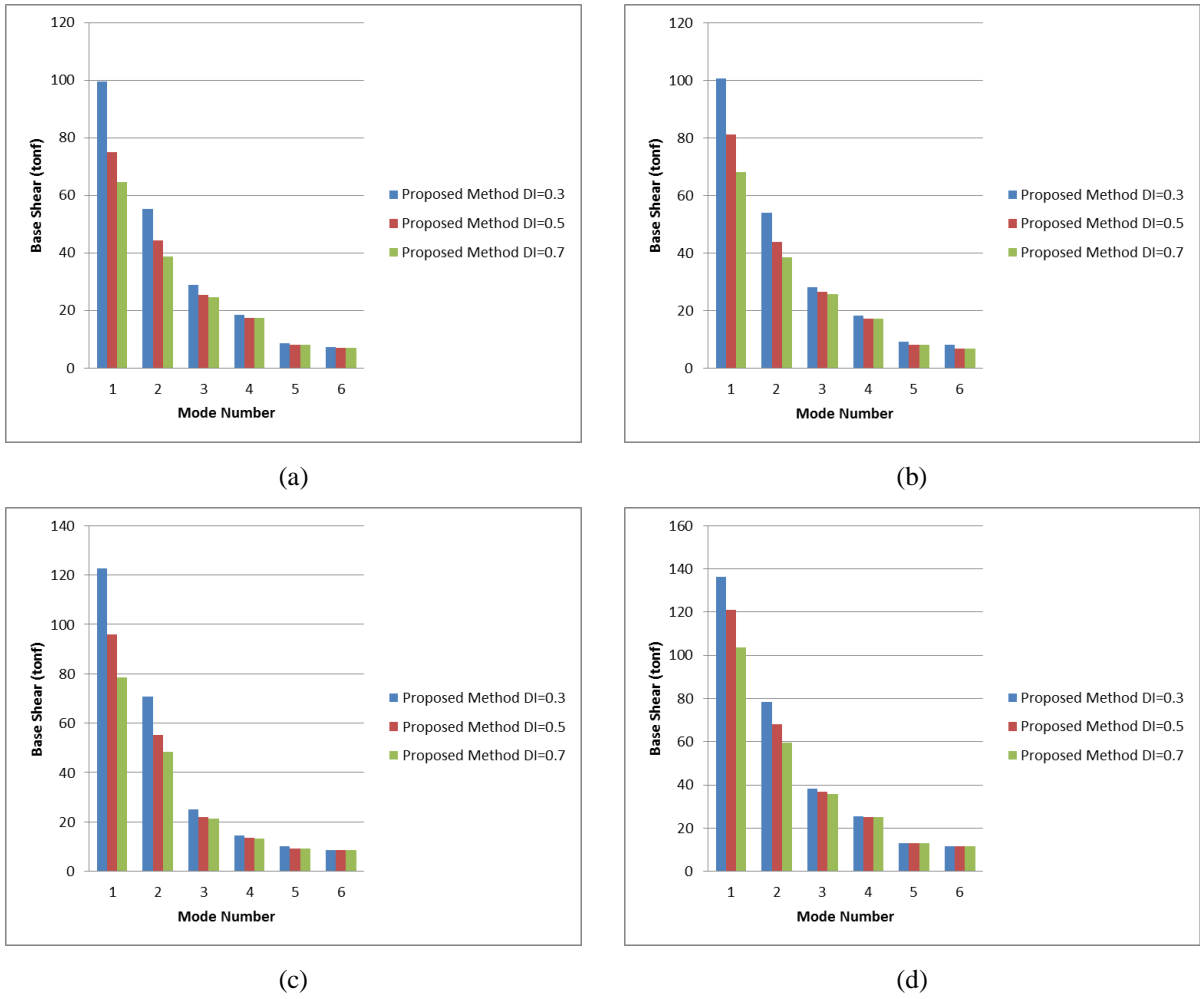 120
100
80
60
40
20
0
Base Shear (tonf)
1 2 3 4 5 6
Mode Number
Proposed Method DI=0.3
Proposed Method DI=0.5
Proposed Method DI=0.7
(a)
120
100
80
60
40
20
0
Base Shear (tonf)
1 2 3 4 5 6
Mode Number
Proposed Method DI=0.3
Proposed Method DI=0.5
Proposed Method DI=0.7
(b)
140
120
100
80
60
40
20
0
Base Shear (tonf)
1 2 3 4 5 6
Mode Number
Proposed Method DI=0.3
Proposed Method DI=0.5
Proposed Method DI=0.7
(c)
160
140
120
100
80
60
40
20
0
Base Shear (tonf)
1 2 3 4 5 6
Mode Number
Proposed Method DI=0.3
Proposed Method DI=0.5
Proposed Method DI=0.7
(d)